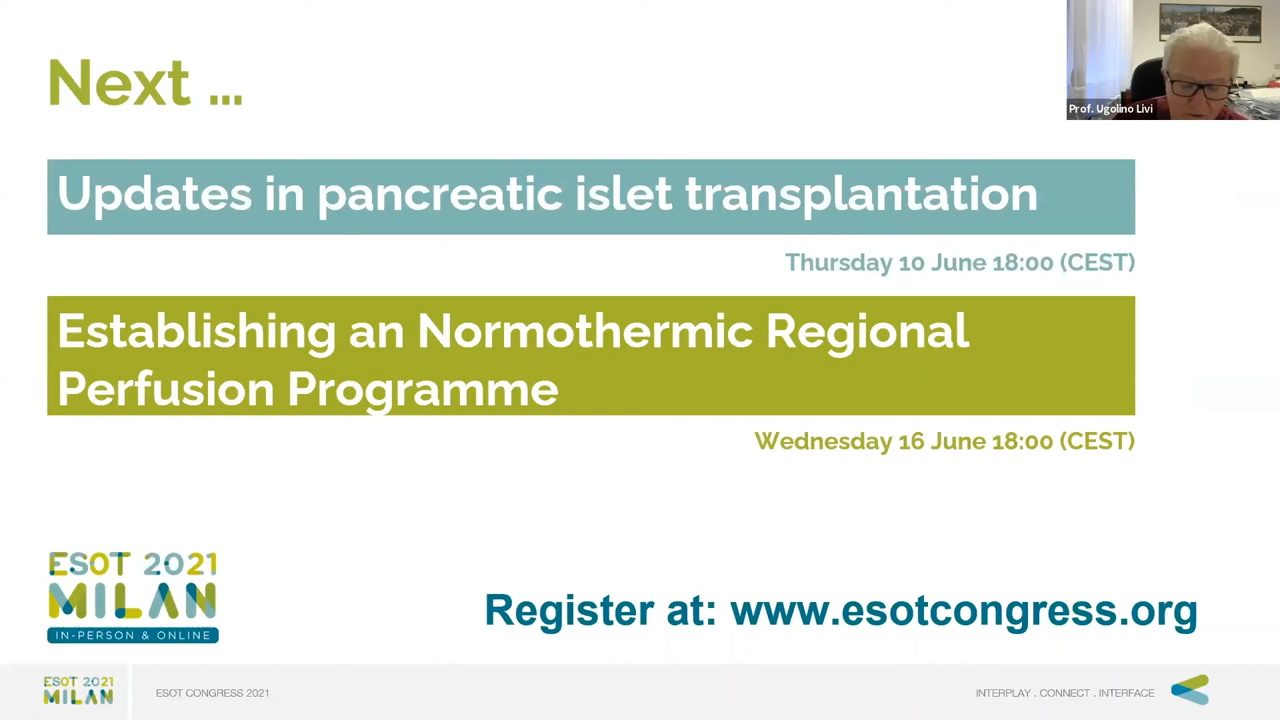 Next ...
Prof. Ugolino Livi
Updates in pancreatic islet transplantation
Thursday 10 June 18:00 (CEST)
Establishing an Normothermic Regional
Perfusion Programme
Wednesday 16 June 18:00 (CEST)
ESOT 2021
MILAN
IN-PERSON & ONLINE
Register at: www.esotcongress.org
ESOT 2021
MILAN
ESOT CONGRESS 2021
INTERPLAY . CONNECT . INTERFACE